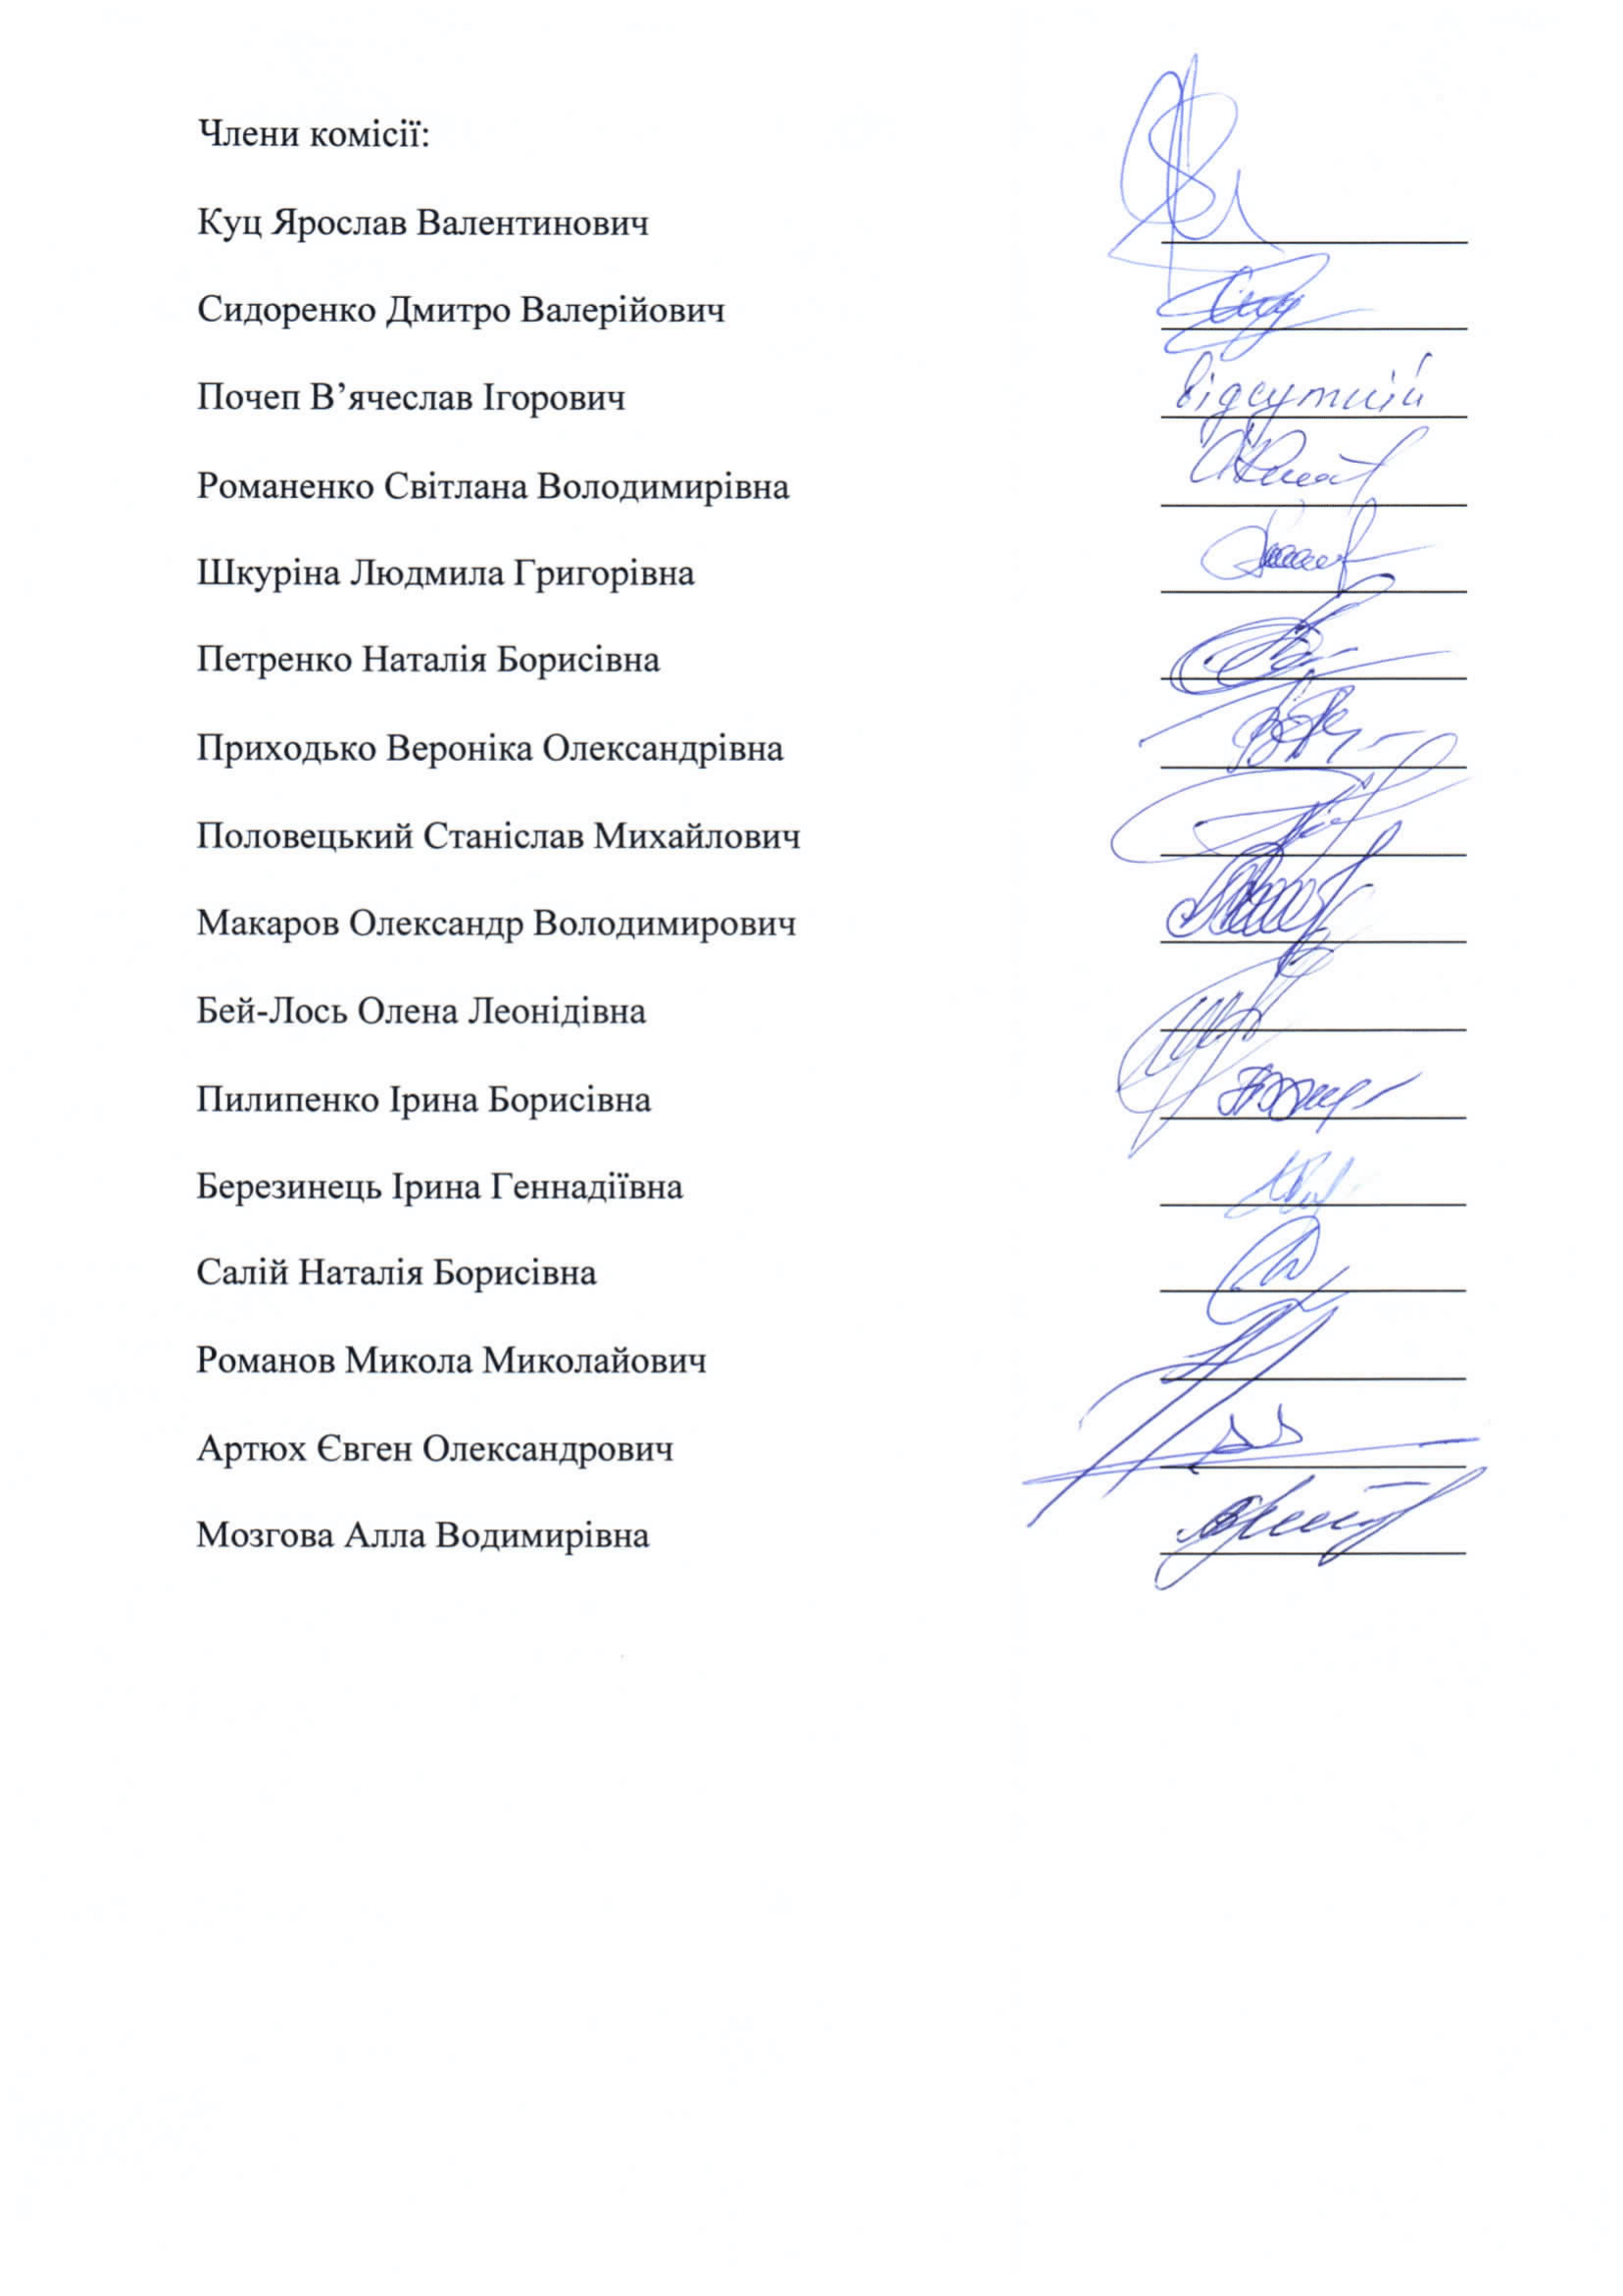 Члени комісії:
Куц Ярослав Валентинович
Сидоренко Дмитро Валерійович
Почеп В’ячеслав Ігорович відсутній
Романенко Світлана Володимирівна
Шкуріна Людмила Григорівна
Петренко Наталія Борисівна
Приходько Вероніка Олександрівна
Половецький Станіслав Михайлович
Макаров Олександр Володимирович
Бей-Лось Олена Леонідівна
Пилипенко Ірина Борисівна
Березинець Ірина Геннадіївна
Салій Наталія Борисівна
Романов Микола Миколайович
Артюх Євген Олександрович
Мозгова Алла Водимирівна